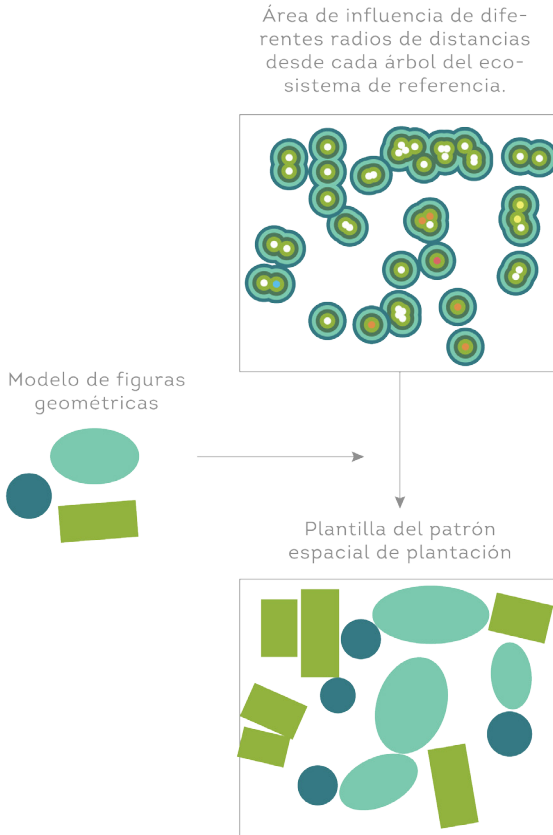 Área de influencia de dife-
rentes radios de distancias
desde cada árbol del eco-
sistema de referencia.
Modelo de figuras
geométricas
Plantilla del patrón
espacial de plantación